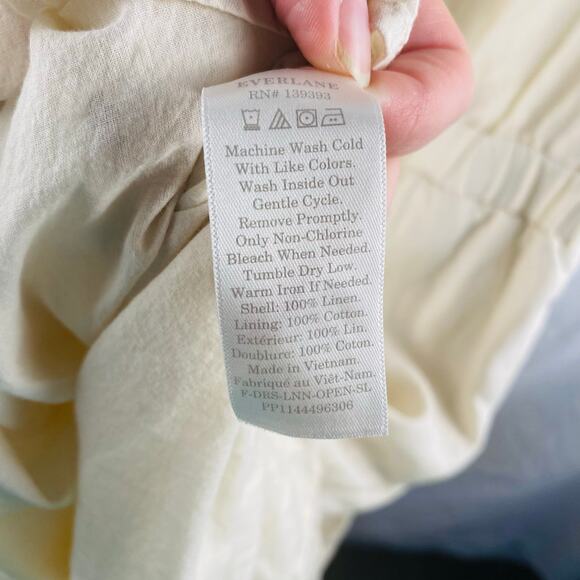 EVERLANE
RN# 139393
Machine Wash Cold
With Like Colors.
Wash Inside Out
Gentle Cycle.
Remove Promptly.
Only Non-Chlorine
Bleach When Needed.
Tumble Dry Low.
Warm Iron If Needed.
Shell: 100% Linen.
Lining: 100% Cotton.
Extérieur: 100% Lin.
Doublure: 100% Coton.
Made in Vietnam.
Fabriqué au Viêt-Nam.
F-DRS-LNN-OPEN-SL
PP1144496306